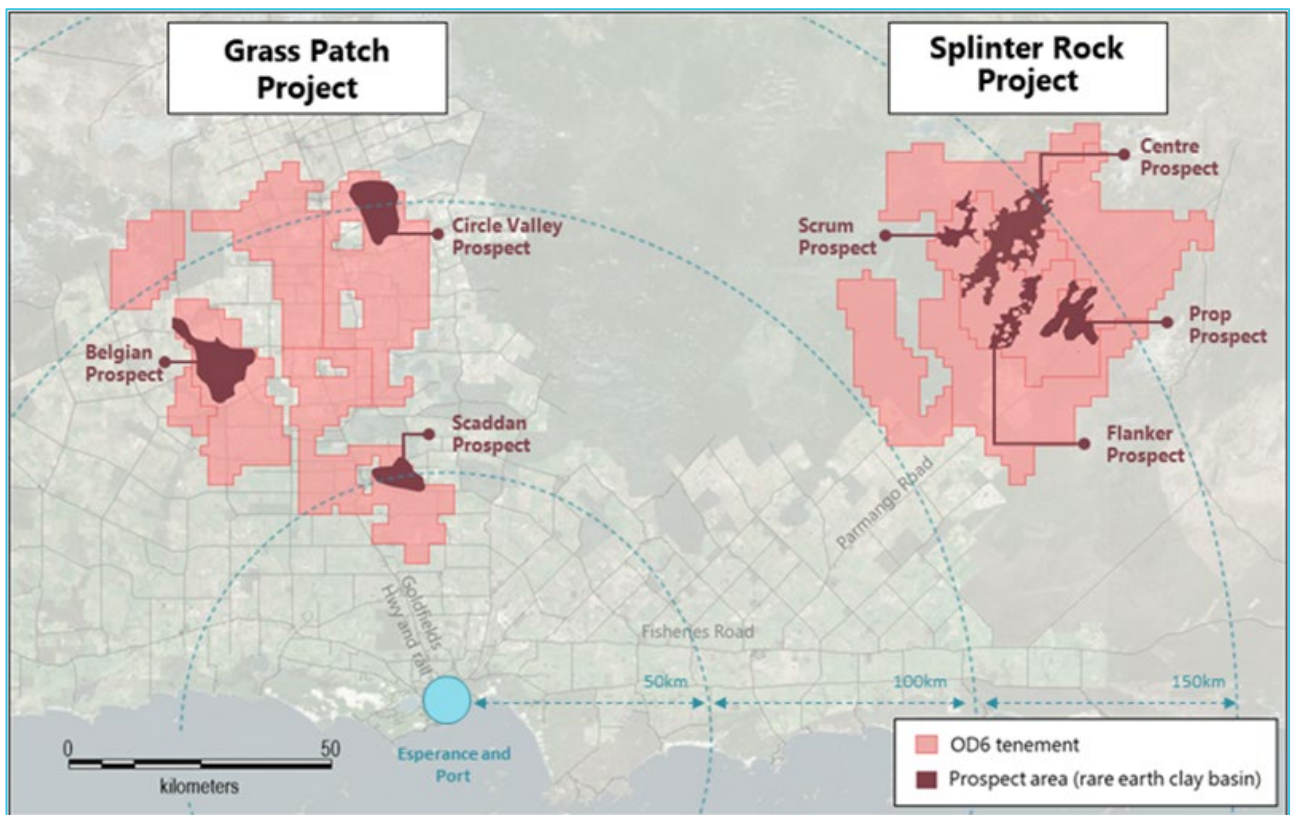 Grass Patch
Project
Splinter Rock
Project
Centre
Prospect
Circle Valley
Prospect
Scrum
Prospect
Prop
Prospect
Belgian
Prospect
Scaddan
Prospect
Flanker
Prospect
Parmango Road
Goldfields
Hwy and rail
Fisheries Road
50km
100km
150km
Esperance and
Port
0
50
kilometers
OD6 tenement
Prospect area (rare earth clay basin)